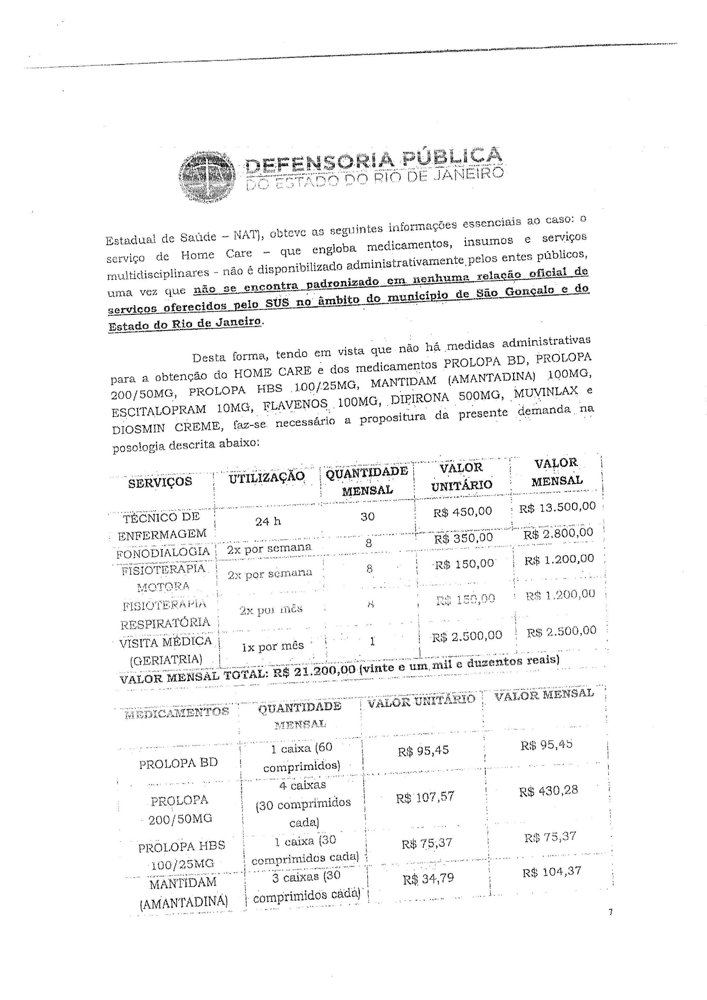 DEFENSORIA PÚBLICA
DO ESTADO DO RIO DE JANEIRO
Estadual de Saúde – NAT), obteve as seguintes informações essenciais ao caso: o
serviço de Home Care – que engloba medicamentos, insumos e serviços
multidisciplinares - não é disponibilizado administrativamente pelos entes públicos,
uma vez que não se encontra padronizado em nenhuma relação oficial de
serviços oferecidos pelo SUS no âmbito do município de São Gonçalo e do
Estado do Rio de Janeiro.
Desta forma, tendo em vista que não há medidas administrativas
para a obtenção do HOME CARE e dos medicamentos PROLOPA BD, PROLOPA
200/50MG, PROLOPA HBS 100/25MG, MANTIDAM (AMANTADINA) 100MG,
ESCITALOPRAM 10MG, FLAVENOS 100MG, DIPIRONA 500MG, MUVINLAX e
DIOSMIN CREME, faz-se necessário a propositura da presente demanda na
posologia descrita abaixo:
SERVIÇOS UTILIZAÇÃO QUANTIDADE MENSAL VALOR UNITÁRIO VALOR MENSAL
TÉCNICO DE ENFERMAGEM 24 h 30 R$ 450,00 R$ 13.500,00
FONODIALOGIA 2x por semana 8 R$ 350,00 R$ 2.800,00
FISIOTERAPIA MOTORA 2x por semana 8 R$ 150,00 R$ 1.200,00
FISIOTERAPIA RESPIRATÓRIA 2x por mês 8 R$ 150,00 R$ 1.200,00
VISITA MÉDICA (GERIATRIA) 1x por mês 1 R$ 2.500,00 R$ 2.500,00
VALOR MENSAL TOTAL: R$ 21.200,00 (vinte e um mil e duzentos reais)
MEDICAMENTOS QUANTIDADE MENSAL VALOR UNITÁRIO VALOR MENSAL
PROLOPA BD 1 caixa (60 comprimidos) R$ 95,45 R$ 95,45
PROLOPA 200/50MG 4 caixas (30 comprimidos cada) R$ 107,57 R$ 430,28
PROLOPA HBS 100/25MG 1 caixa (30 comprimidos cada) R$ 75,37 R$ 75,37
MANTIDAM (AMANTADINA) 3 caixas (30 comprimidos cada) R$ 34,79 R$ 104,37
7